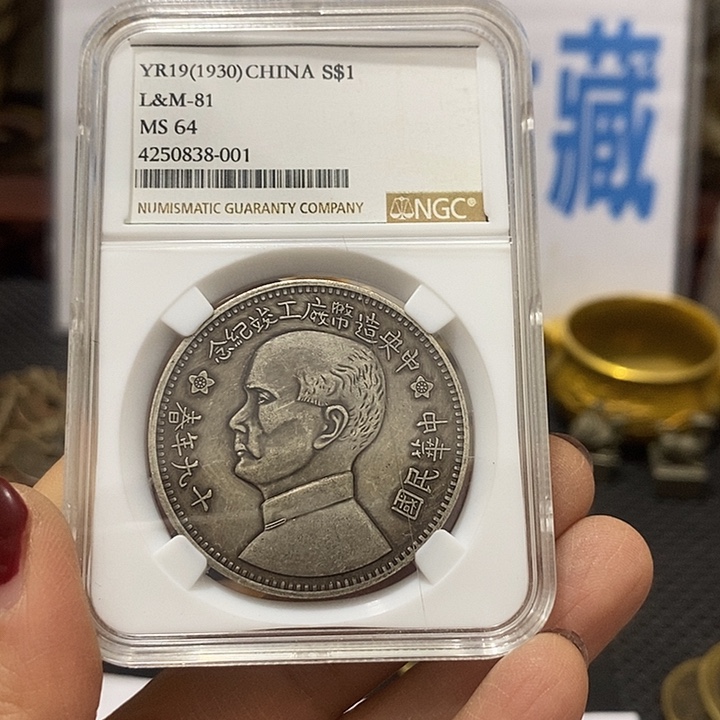 YR19(1930) CHINA S$1
L&M-81
MS 64
4250838-001
NUMISMATIC GUARANTY COMPANY
NGC®
中央造幣廠工竣紀念
中華民國
十九年春
藏